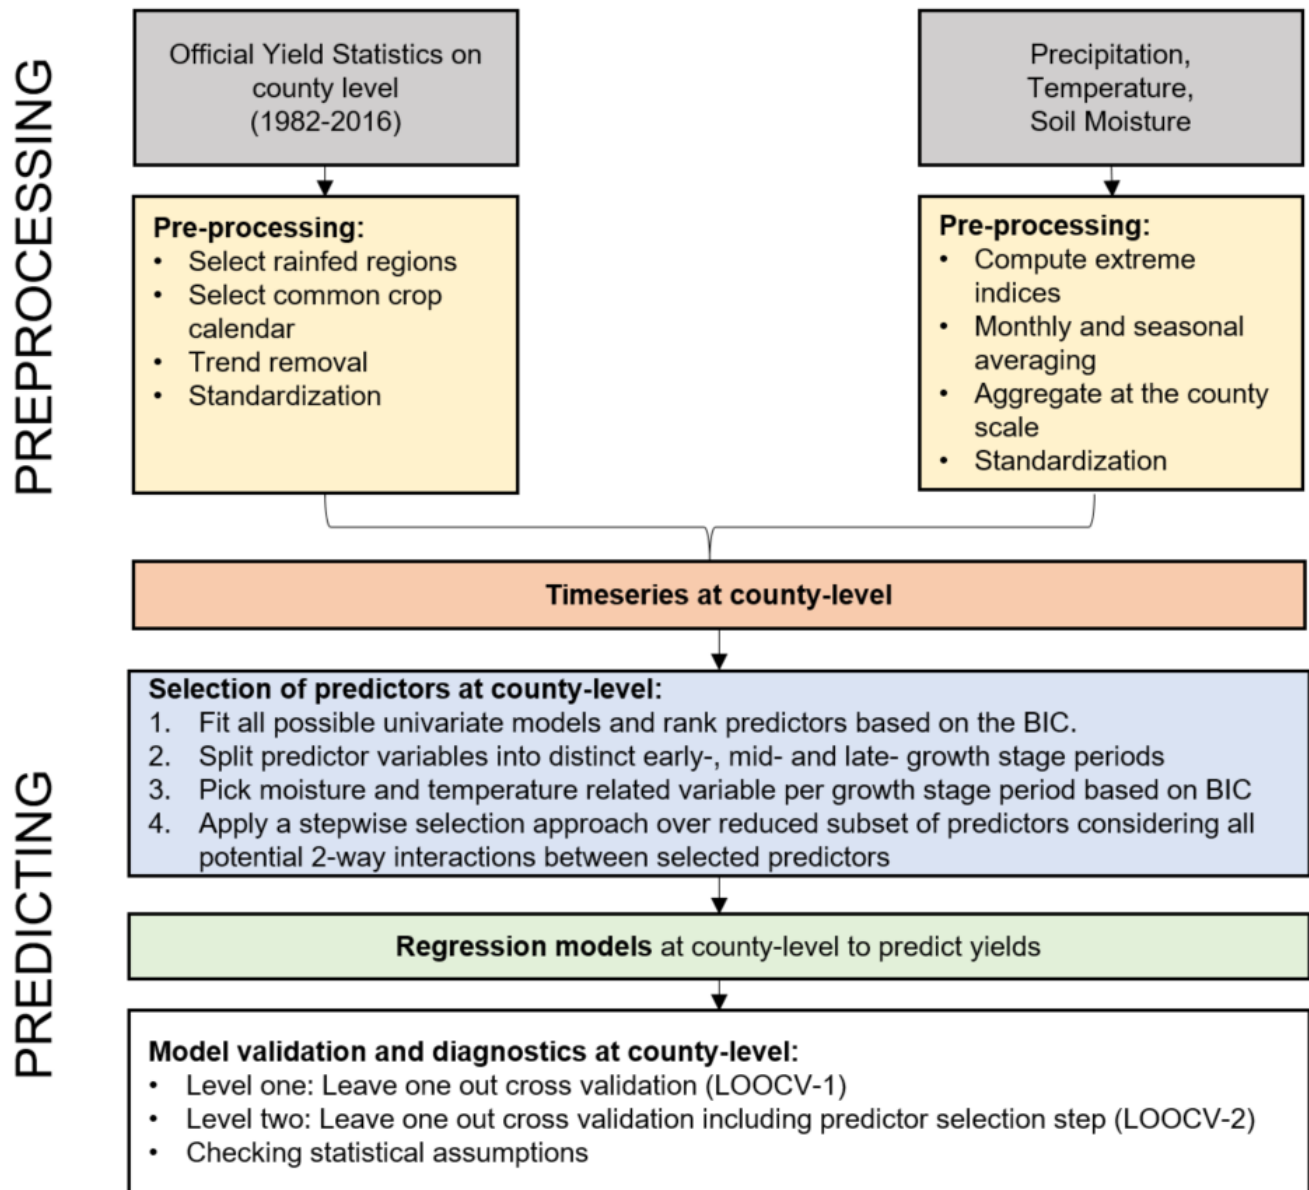 PREPROCESSING
Official Yield Statistics on
county level
(1982-2016)
Precipitation,
Temperature,
Soil Moisture
Pre-processing:
• Select rainfed regions
• Select common crop
calendar
• Trend removal
• Standardization
Pre-processing:
• Compute extreme
indices
• Monthly and seasonal
averaging
• Aggregate at the county
scale
• Standardization
Timeseries at county-level
PREDICTING
Selection of predictors at county-level:
1. Fit all possible univariate models and rank predictors based on the BIC.
2. Split predictor variables into distinct early-, mid- and late- growth stage periods
3. Pick moisture and temperature related variable per growth stage period based on BIC
4. Apply a stepwise selection approach over reduced subset of predictors considering all
potential 2-way interactions between selected predictors
Regression models at county-level to predict yields
Model validation and diagnostics at county-level:
• Level one: Leave one out cross validation (LOOCV-1)
• Level two: Leave one out cross validation including predictor selection step (LOOCV-2)
• Checking statistical assumptions